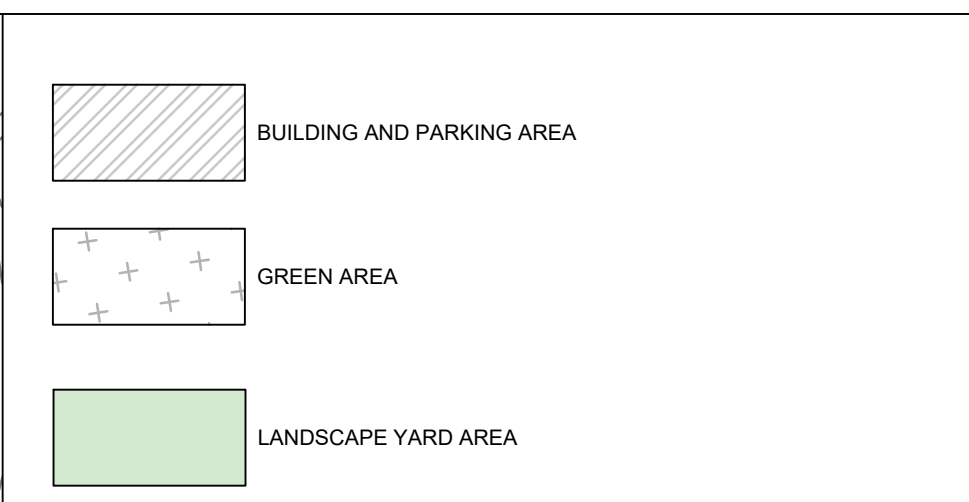 BUILDING AND PARKING AREA
GREEN AREA
LANDSCAPE YARD AREA